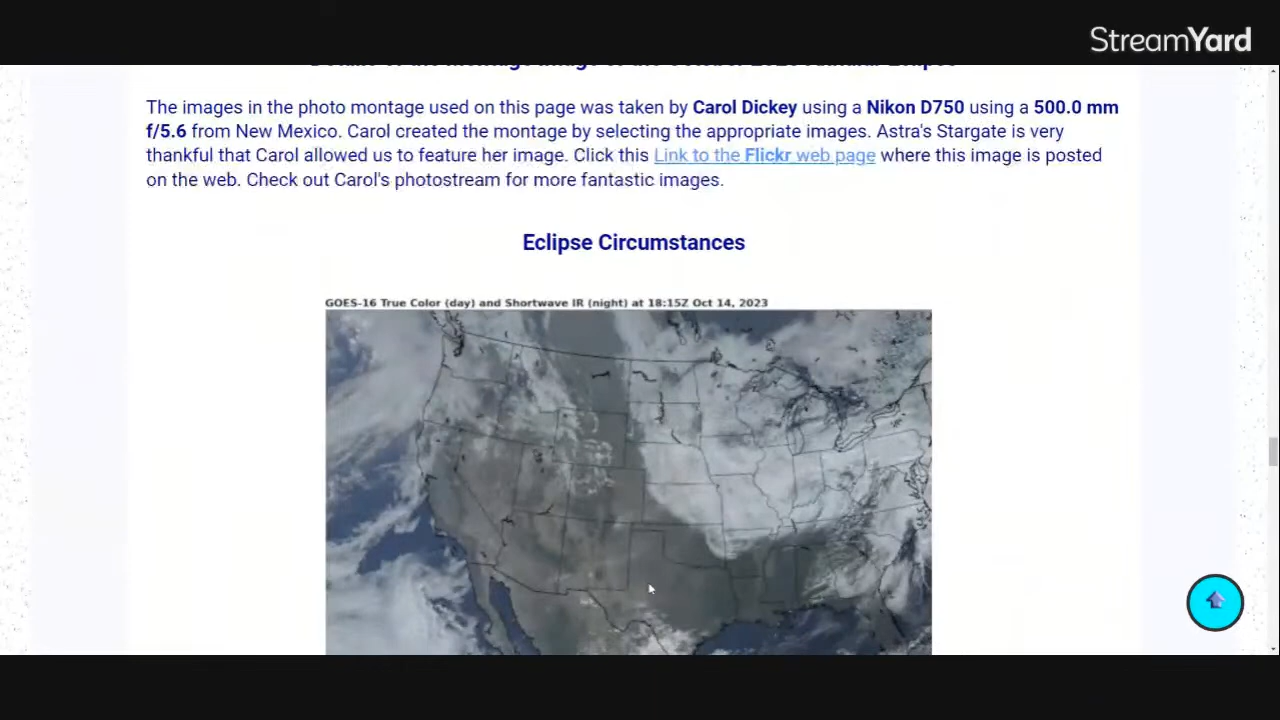 StreamYard
The images in the photo montage used on this page was taken by Carol Dickey using a Nikon D750 using a 500.0 mm
f/5.6 from New Mexico. Carol created the montage by selecting the appropriate images. Astra's Stargate is very
thankful that Carol allowed us to feature her image. Click this Link to the Flickr web page where this image is posted
on the web. Check out Carol's photostream for more fantastic images.
Eclipse Circumstances
GOES-16 True Color (day) and Shortwave IR (night) at 18:15Z Oct 14, 2023